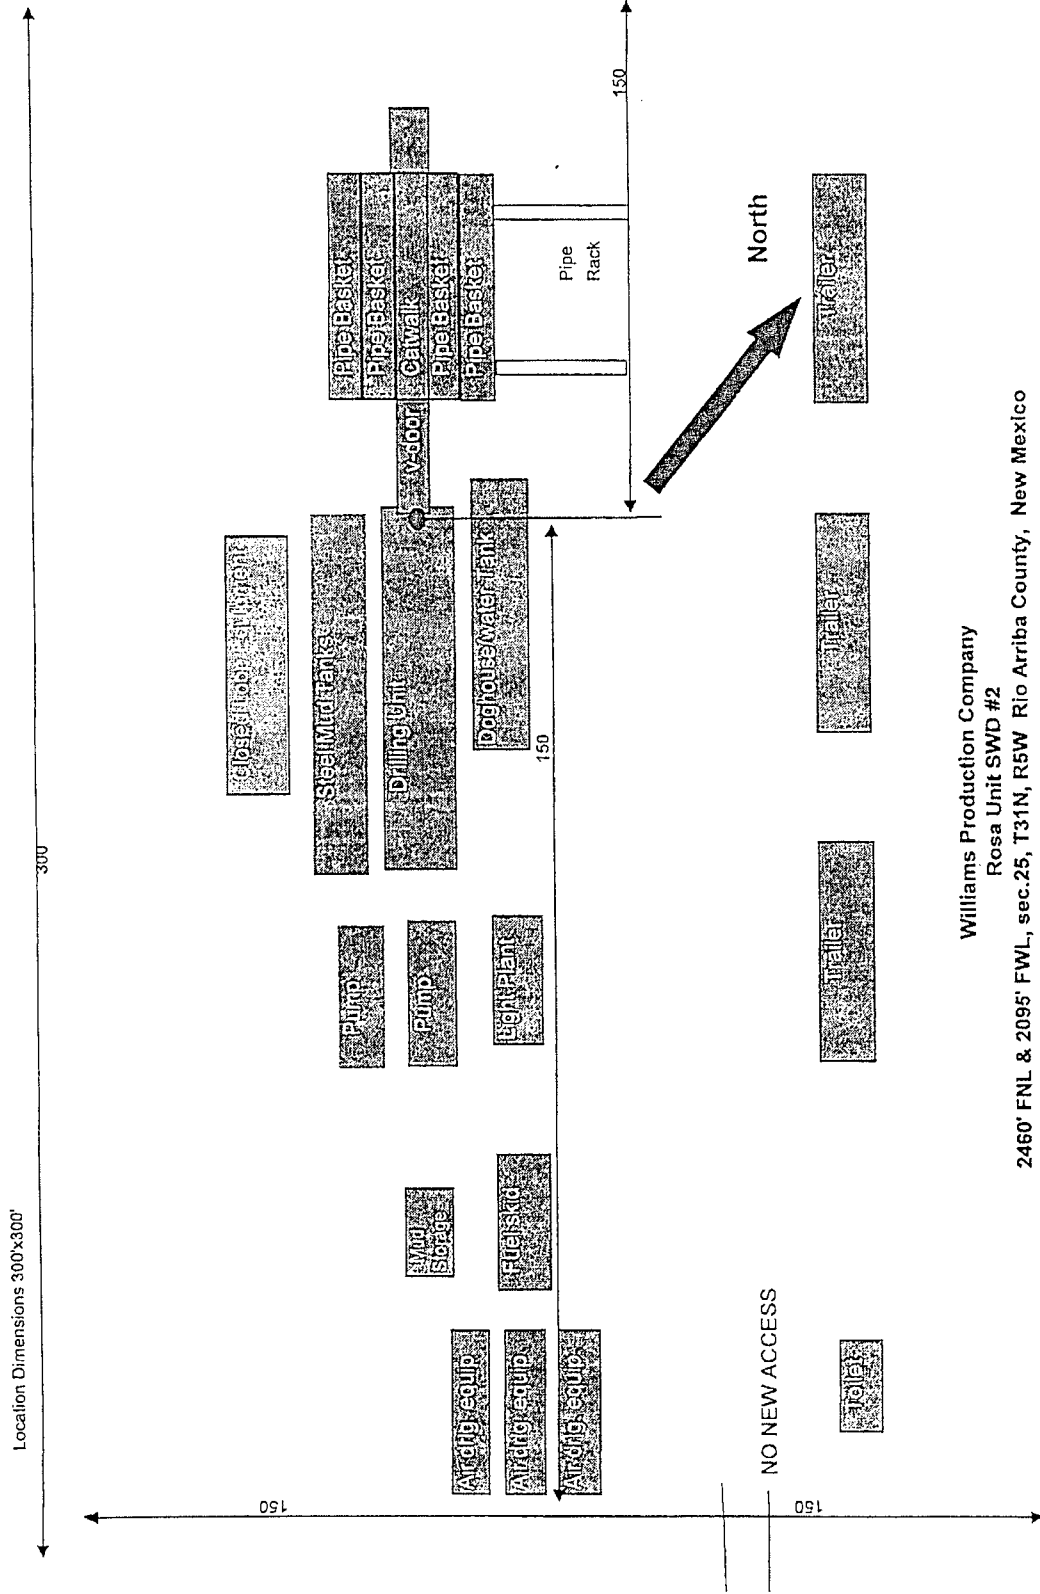 Location Dimensions 300'x300'
300
150
150
Closed Loop Equipment
Steel Mud Tanks
Pump
Pipe Basket
Pipe Basket
Catwalk
Pipe Basket
Pipe Basket
V-door
Drilling Unit
Pump
Mud
Storage
Doghouse/water Tank
Light Plant
Fuel skid
Air drlg. equip
Air drlg. equip
Air drlg. equip
150
150
Pipe
Rack
North
NO NEW ACCESS
Trailer
Trailer
Trailer
Toilet
Williams Production Company
Rosa Unit SWD #2
2460' FNL & 2095' FWL, sec.25, T31N, R5W Rio Arriba County, New Mexico